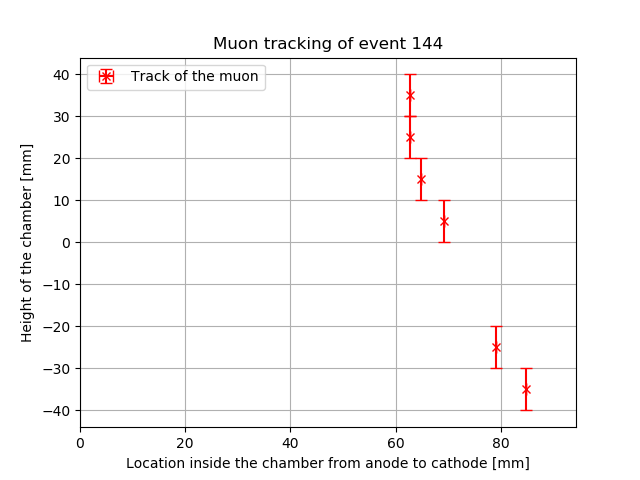 Muon tracking of event 144
Track of the muon
Height of the chamber [mm]
40
30
20
10
0
−10
−20
−30
−40
0 20 40 60 80
Location inside the chamber from anode to cathode [mm]